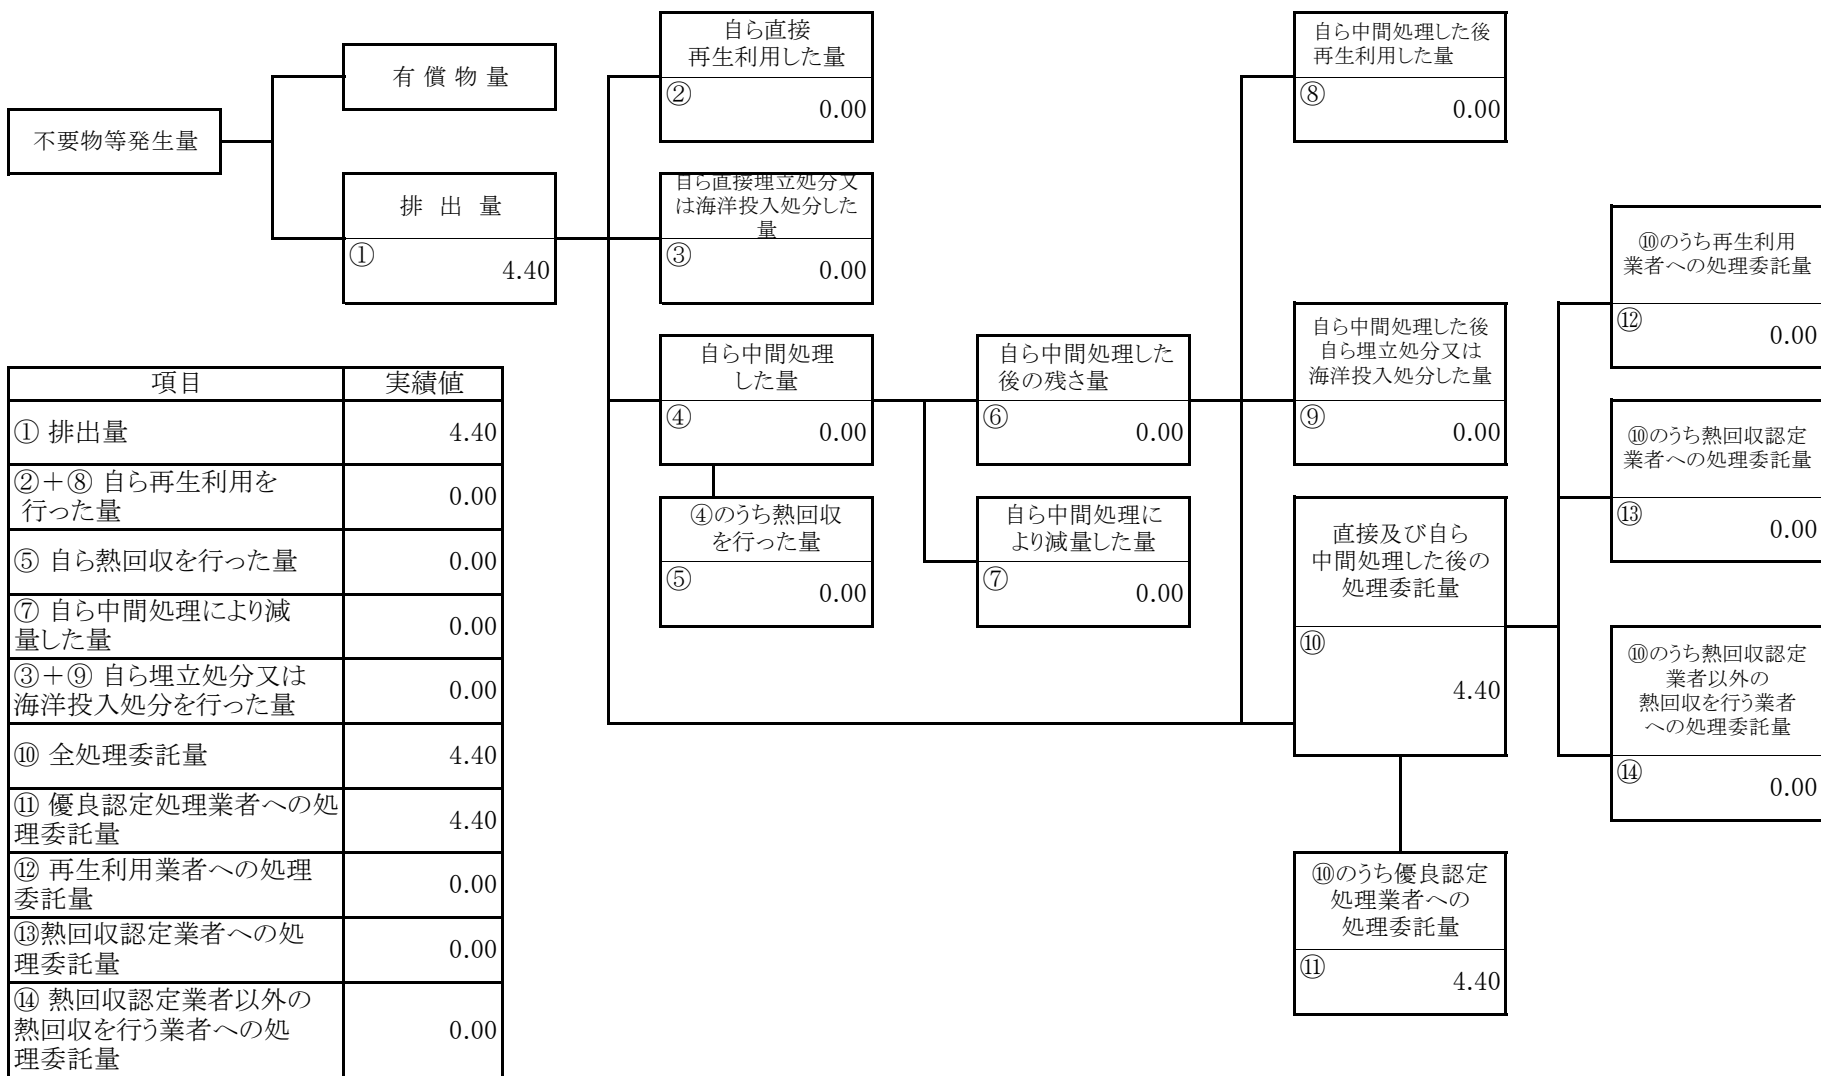 不要物等発生量
有償物量
排出量
①
4.40
自ら直接
再生利用した量
②
0.00
自ら直接埋立処分又
は海洋投入処分した
量
③
0.00
自ら中間処理
した量
④
0.00
④のうち熱回収
を行った量
⑤
0.00
自ら中間処理した
後の残さ量
⑥
0.00
自ら中間処理に
より減量した量
⑦
0.00
自ら中間処理した後
再生利用した量
⑧
0.00
自ら中間処理した後
自ら埋立処分又は
海洋投入処分した量
⑨
0.00
直接及び自ら
中間処理した後の
処理委託量
⑩
4.40
⑩のうち優良認定
処理業者への
処理委託量
⑪
4.40
⑩のうち再生利用
業者への処理委託量
⑫
0.00
⑩のうち熱回収認定
業者への処理委託量
⑬
0.00
⑩のうち熱回収認定
業者以外の
熱回収を行う業者
への処理委託量
⑭
0.00
項目 実績値
① 排出量 4.40
②＋⑧ 自ら再生利用を
行った量 0.00
⑤ 自ら熱回収を行った量 0.00
⑦ 自ら中間処理により減
量した量 0.00
③＋⑨ 自ら埋立処分又は
海洋投入処分を行った量 0.00
⑩ 全処理委託量 4.40
⑪ 優良認定処理業者への処
理委託量 4.40
⑫ 再生利用業者への処理
委託量 0.00
⑬熱回収認定業者への処
理委託量 0.00
⑭ 熱回収認定業者以外の
熱回収を行う業者への処
理委託量 0.00